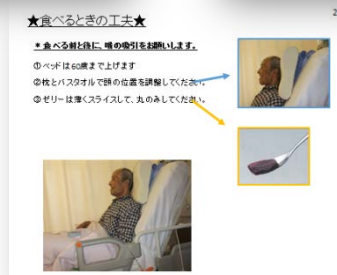 ★食べるときの工夫★
＊食べる前と後に、喉の吸引をお願いします。
①ベッドは60度まで上げます
②枕とバスタオルで頭の位置を調整してください。
③ゼリーは薄くスライスして、丸のみしてください。
2